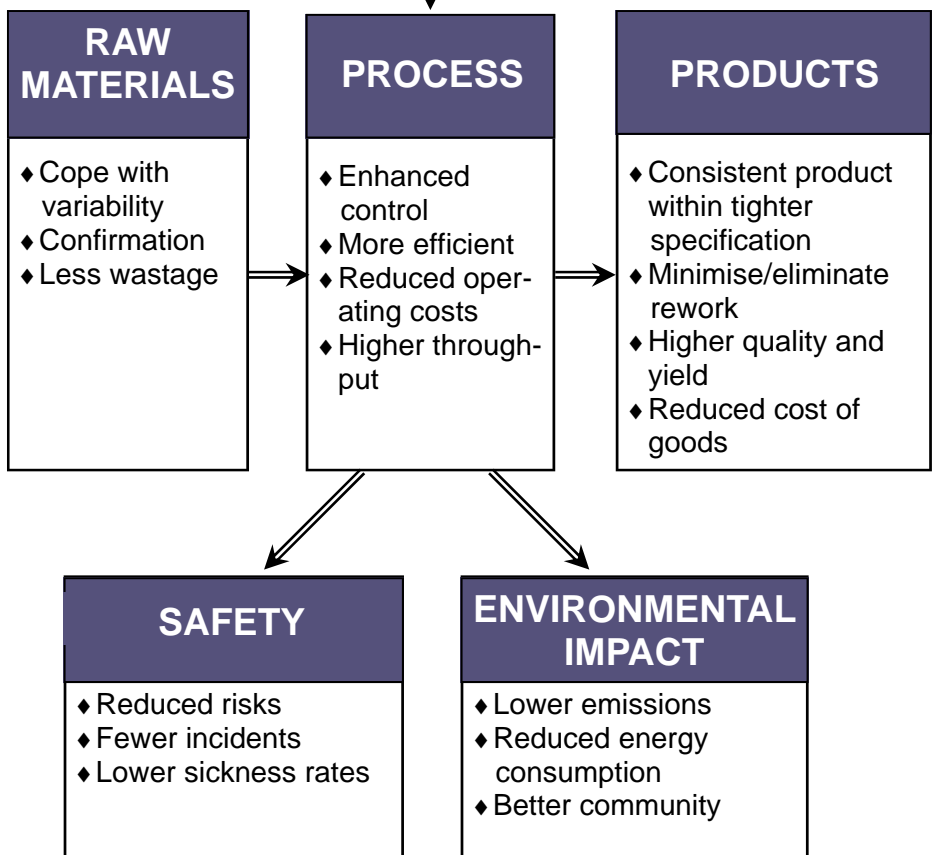 RAW
MATERIALS
♦ Cope with
variability
♦ Confirmation
♦ Less wastage
PROCESS
♦ Enhanced
control
♦ More efficient
♦ Reduced oper-
ating costs
♦ Higher through-
put
PRODUCTS
♦ Consistent product
within tighter
specification
♦ Minimise/eliminate
rework
♦ Higher quality and
yield
♦ Reduced cost of
goods
SAFETY
♦ Reduced risks
♦ Fewer incidents
♦ Lower sickness rates
ENVIRONMENTAL
IMPACT
♦ Lower emissions
♦ Reduced energy
consumption
♦ Better community